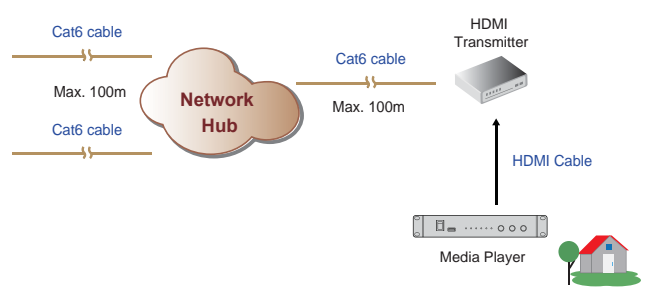 Cat6 cable
Max. 100m
Cat6 cable
Network
Hub
Cat6 cable
Max. 100m
HDMI
Transmitter
HDMI Cable
Media Player